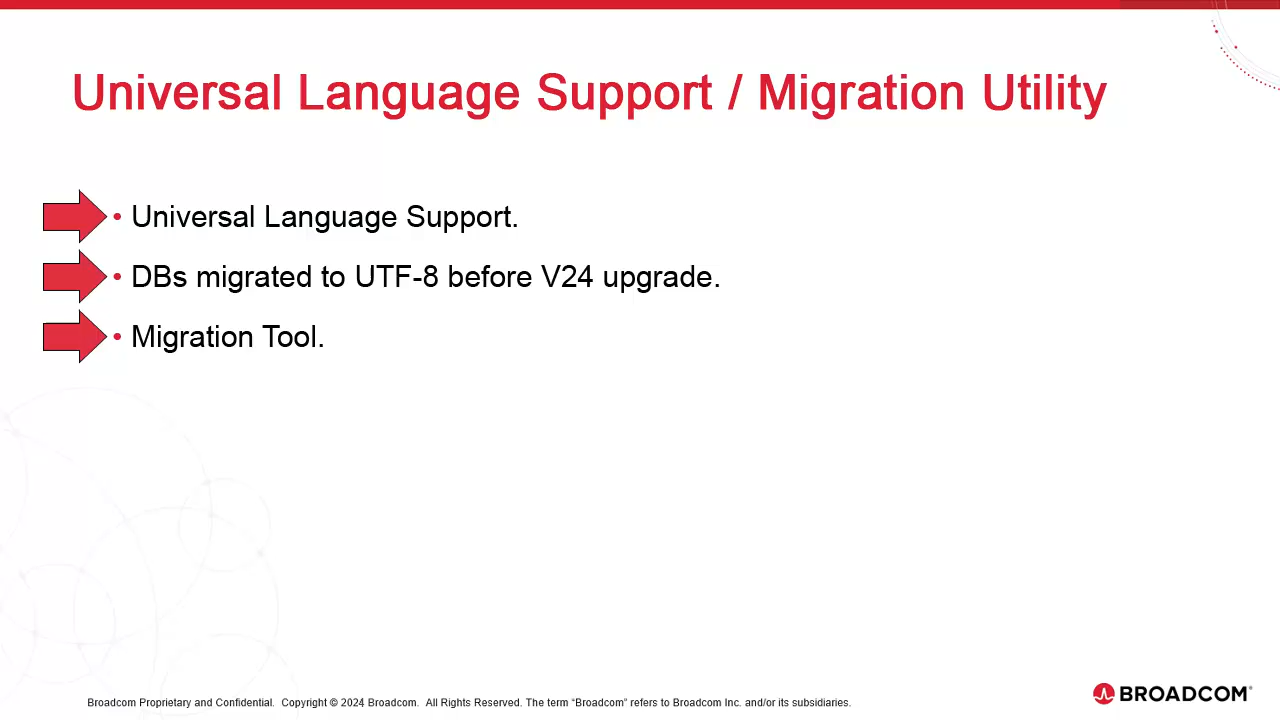 Universal Language Support / Migration Utility
• Universal Language Support.
• DBs migrated to UTF-8 before V24 upgrade.
• Migration Tool.
Broadcom Proprietary and Confidential. Copyright © 2024 Broadcom. All Rights Reserved. The term “Broadcom” refers to Broadcom Inc. and/or its subsidiaries.
BROADCOM®